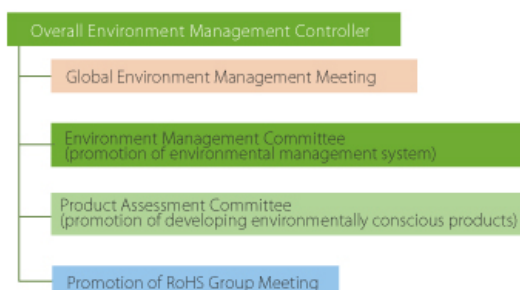 Overall Environment Management Controller
Global Environment Management Meeting
Environment Management Committee
(promotion of environmental management system)
Product Assessment Committee
(promotion of developing environmentally conscious products)
Promotion of RoHS Group Meeting